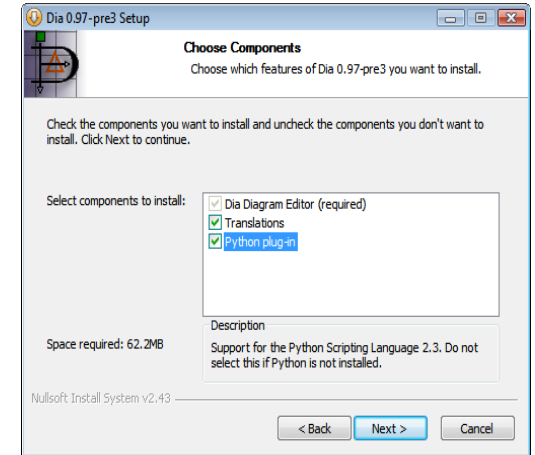 Dia 0.97-pre3 Setup
Choose Components
Choose which features of Dia 0.97-pre3 you want to install.
Check the components you want to install and uncheck the components you don't want to
install. Click Next to continue.
Select components to install:
Dia Diagram Editor (required)
Translations
Python plug-in
Description
Space required: 62.2MB
Support for the Python Scripting Language 2.3. Do not
select this if Python is not installed.
Nullsoft Install System v2.43
< Back
Next >
Cancel